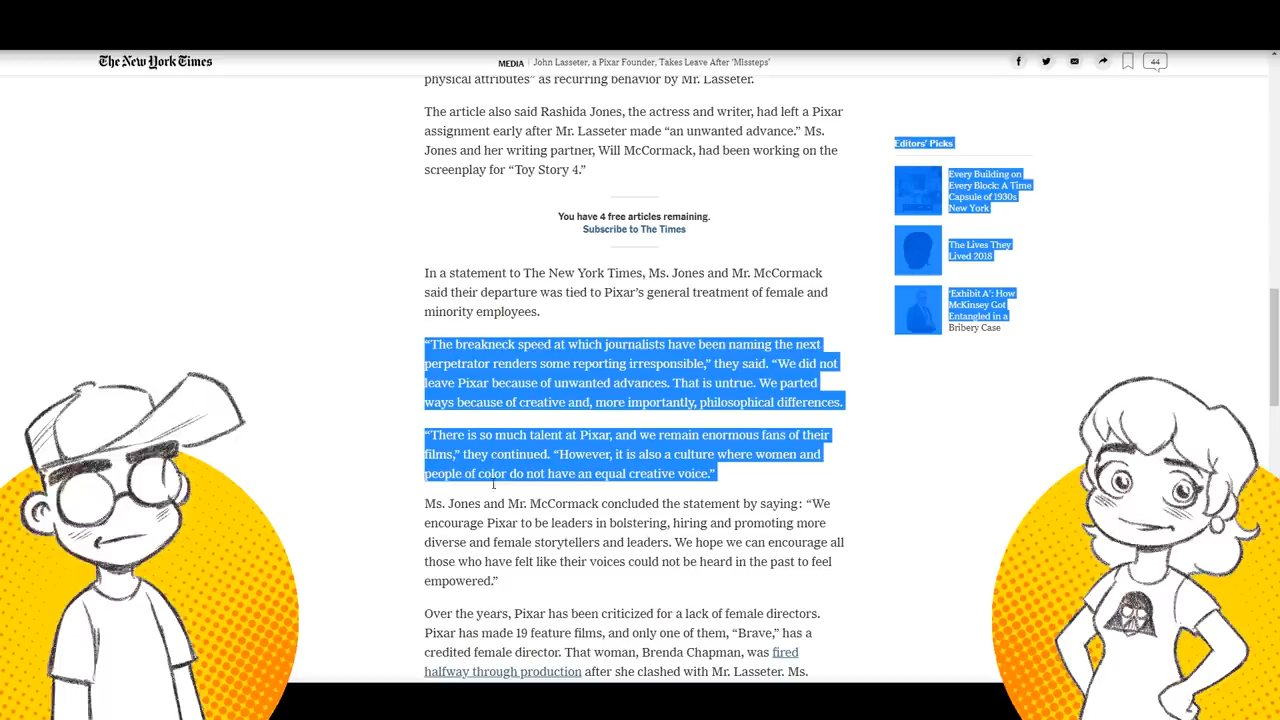 The New York Times
MEDIA | John Lasseter, a Pixar Founder, Takes Leave After 'Missteps'
44
physical attributes” as recurring behavior by Mr. Lasseter.
The article also said Rashida Jones, the actress and writer, had left a Pixar
assignment early after Mr. Lasseter made “an unwanted advance.” Ms.
Jones and her writing partner, Will McCormack, had been working on the
screenplay for “Toy Story 4.”
You have 4 free articles remaining.
Subscribe to The Times
In a statement to The New York Times, Ms. Jones and Mr. McCormack
said their departure was tied to Pixar’s general treatment of female and
minority employees.
“The breakneck speed at which journalists have been naming the next
perpetrator renders some reporting irresponsible,” they said. “We did not
leave Pixar because of unwanted advances. That is untrue. We parted
ways because of creative and, more importantly, philosophical differences.
“There is so much talent at Pixar, and we remain enormous fans of their
films,” they continued. “However, it is also a culture where women and
people of color do not have an equal creative voice.”
Ms. Jones and Mr. McCormack concluded the statement by saying: “We
encourage Pixar to be leaders in bolstering, hiring and promoting more
diverse and female storytellers and leaders. We hope we can encourage all
those who have felt like their voices could not be heard in the past to feel
empowered.”
Over the years, Pixar has been criticized for a lack of female directors.
Pixar has made 19 feature films, and only one of them, “Brave,” has a
credited female director. That woman, Brenda Chapman, was fired
halfway through production after she clashed with Mr. Lasseter. Ms.
Editors’ Picks
Every Building on
Every Block: A Time
Capsule of 1930s
New York
The Lives They
Lived 2018
‘Exhibit A’: How
McKinsey Got
Entangled in a
Bribery Case